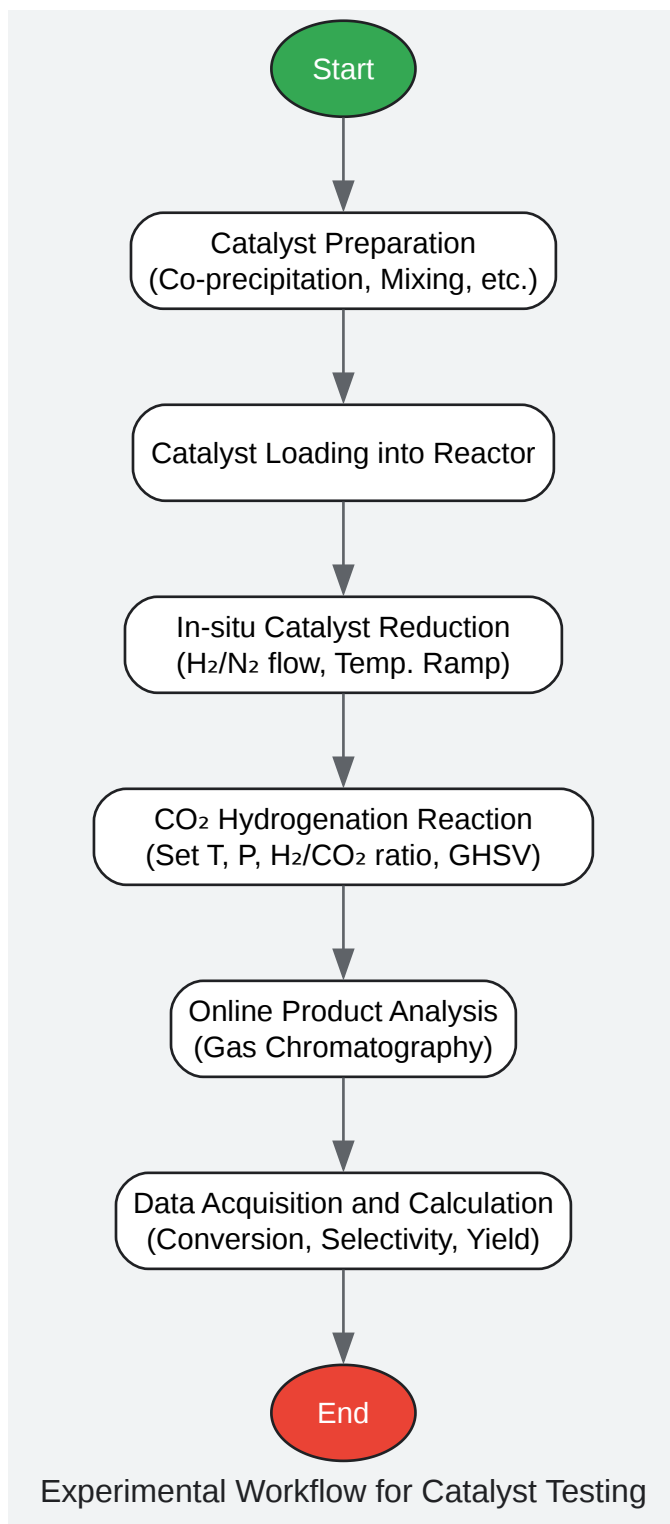 Start
Catalyst Preparation
(Co-precipitation, Mixing, etc.)
Catalyst Loading into Reactor
In-situ Catalyst Reduction
(H₂/N₂ flow, Temp. Ramp)
CO₂ Hydrogenation Reaction
(Set T, P, H₂/CO₂ ratio, GHSV)
Online Product Analysis
(Gas Chromatography)
Data Acquisition and Calculation
(Conversion, Selectivity, Yield)
End
Experimental Workflow for Catalyst Testing